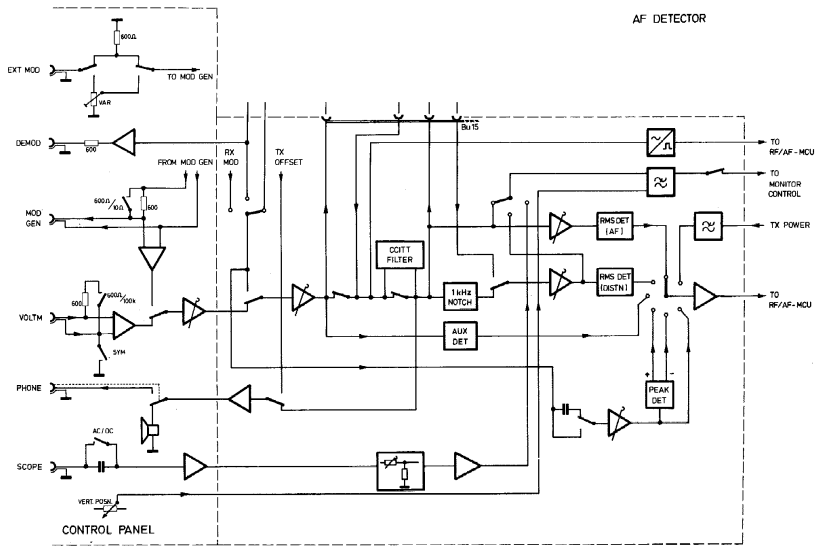 AF DETECTOR
600Ω
EXT MOD
TO MOD GEN
VAR
Bu15
DEMOD
600
RX
MOD
TX
OFFSET
TO
RF/AF-MCU
FROM MOD GEN
TO
MONITOR
CONTROL
600Ω/
10Ω
600
MOD
GEN
RMS DET
(AF)
TX POWER
CCITT
FILTER
600
600Ω/100k
1kHz
NOTCH
RMS DET
(DISTN)
TO
RF/AF-MCU
VOLTM
AUX
DET
SYM
PHONE
+
-
PEAK
DET
AC/DC
SCOPE
VERT. POSN.
CONTROL PANEL